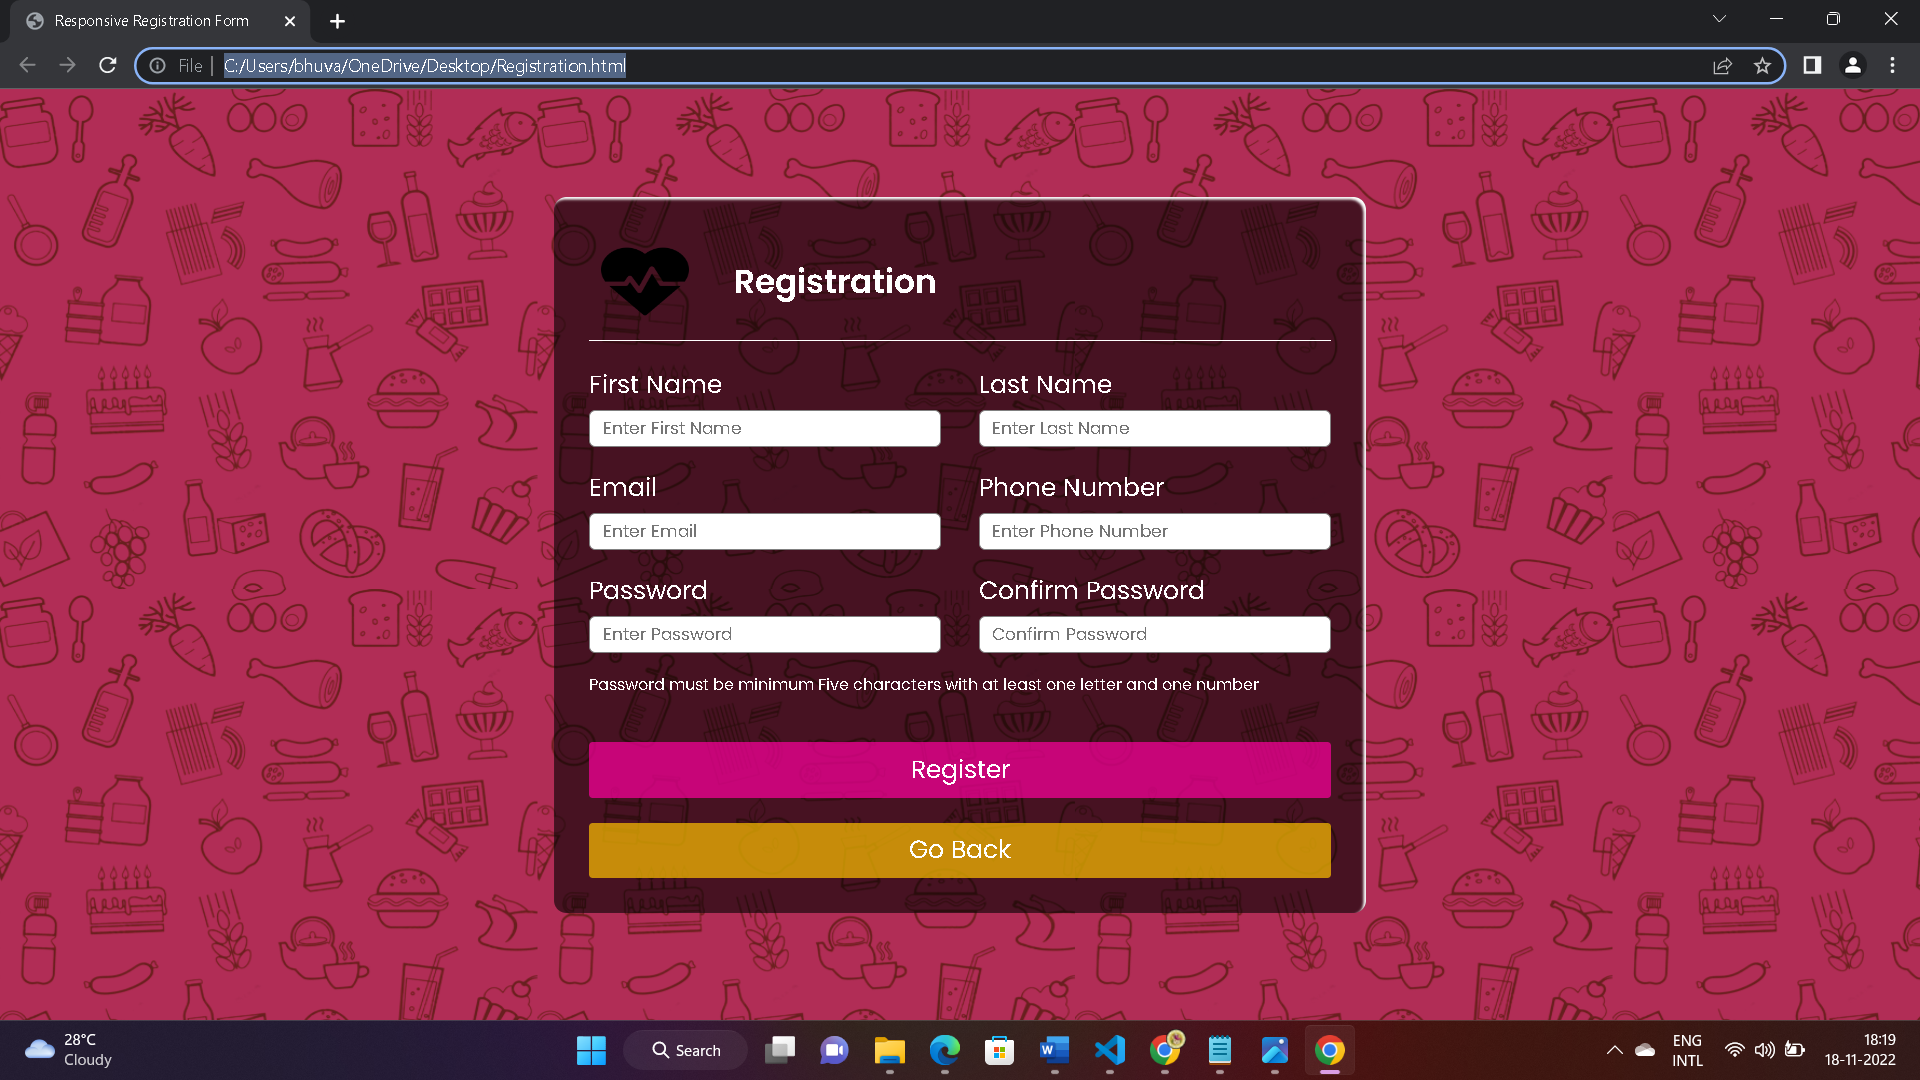 Responsive Registration Form
File | C:/Users/bhuva/OneDrive/Desktop/Registration.html
Registration
First Name Last Name
Enter First Name Enter Last Name
Email Phone Number
Enter Email Enter Phone Number
Password Confirm Password
Enter Password Confirm Password
Password must be minimum Five characters with at least one letter and one number
Register
Go Back
28°C
Cloudy
Search
ENG
INTL
18:19
18-11-2022